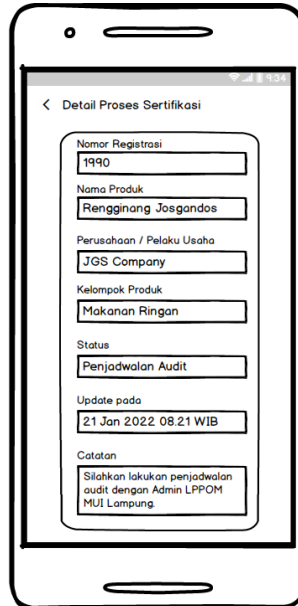 9:34
Detail Proses Sertifikasi
Nomor Registrasi
1990
Nama Produk
Rengginang Josgandos
Perusahaan / Pelaku Usaha
JGS Company
Kelompok Produk
Makanan Ringan
Status
Penjadwalan Audit
Update pada
21 Jan 2022 08.21 WIB
Catatan
Silahkan lakukan penjadwalan
audit dengan Admin LPPOM
MUI Lampung.